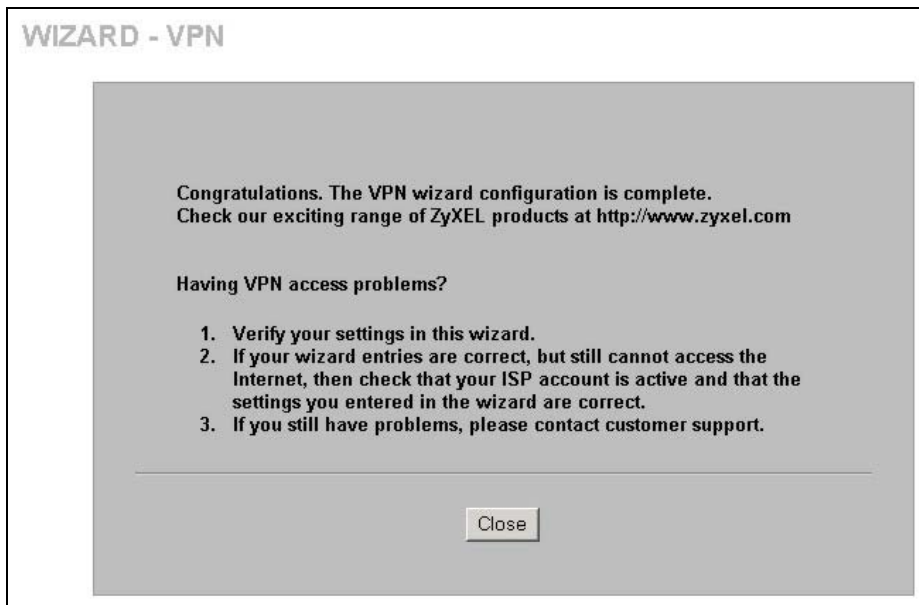 WIZARD - VPN
Congratulations. The VPN wizard configuration is complete.
Check our exciting range of ZyXEL products at http://www.zyxel.com
Having VPN access problems?
1. Verify your settings in this wizard.
2. If your wizard entries are correct, but still cannot access the
Internet, then check that your ISP account is active and that the
settings you entered in the wizard are correct.
3. If you still have problems, please contact customer support.
Close